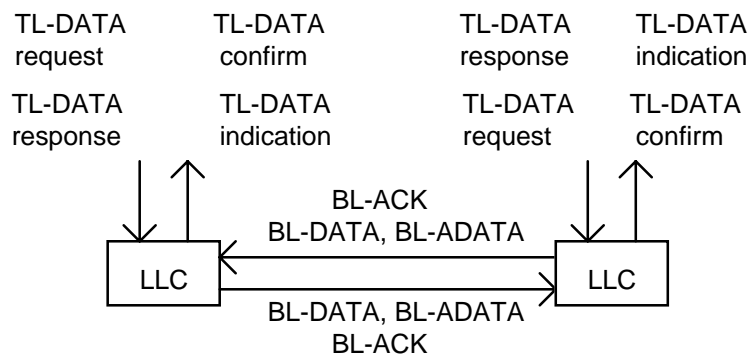 TL-DATA TL-DATA TL-DATA TL-DATA
request confirm response indication
TL-DATA TL-DATA TL-DATA TL-DATA
response indication request confirm
BL-ACK
BL-DATA, BL-ADATA
LLC LLC
BL-DATA, BL-ADATA
BL-ACK